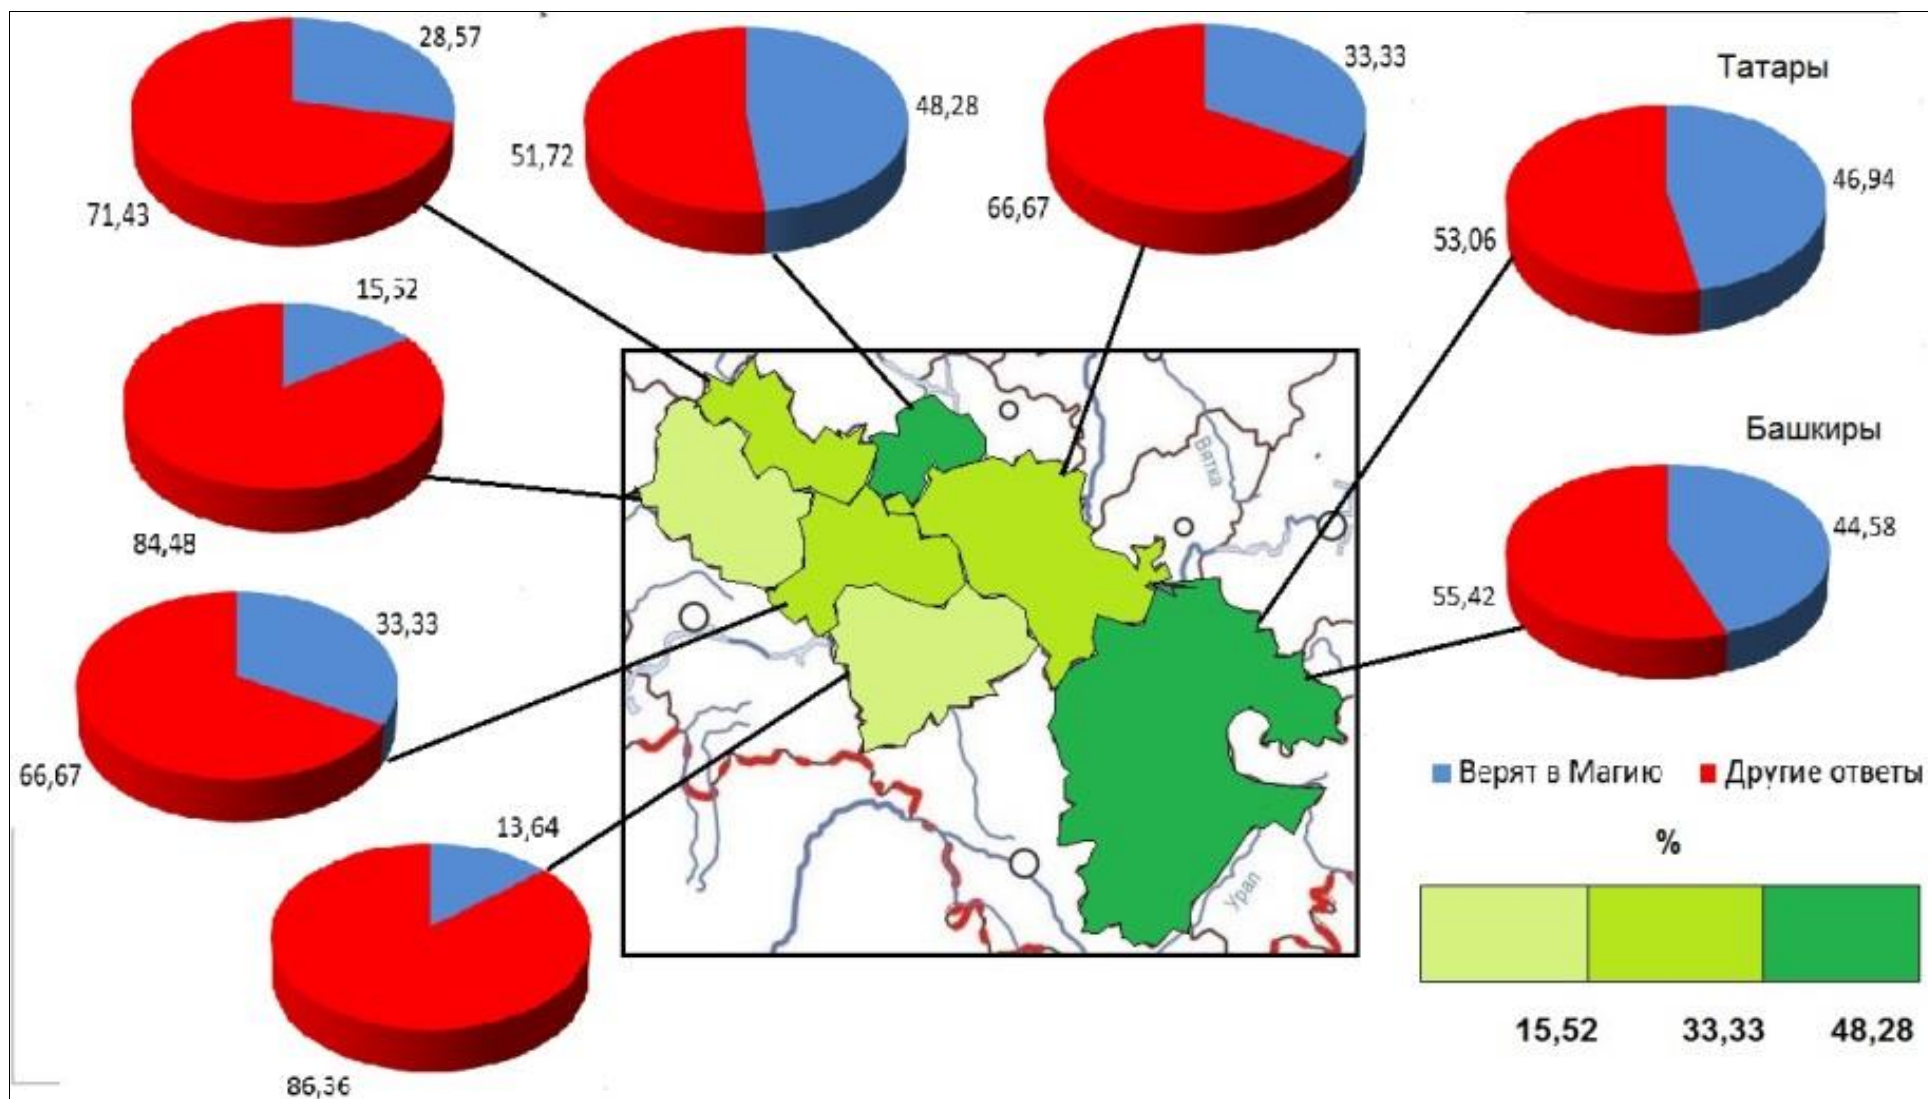 28,57
71,43
48,28
51,72
33,33
66,67
Татары
46,94
53,06
15,52
84,48
Башкиры
44,58
55,42
33,33
66,67
13,64
86,36
Вятка
Урал
Верят в Магию
Другие ответы
%
15,52 33,33 48,28